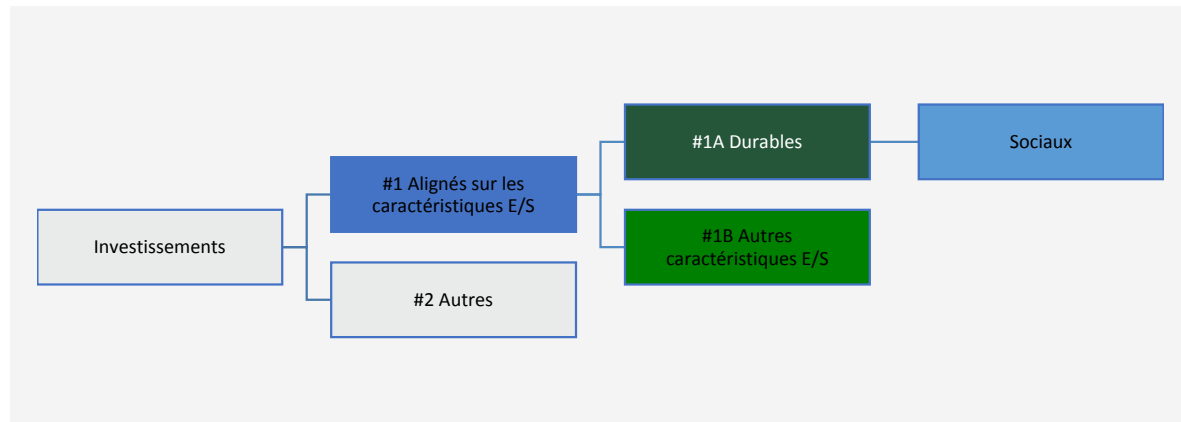 Investissements
#1 Alignés sur les
caractéristiques E/S
#2 Autres
#1A Durables
#1B Autres
caractéristiques E/S
Sociaux